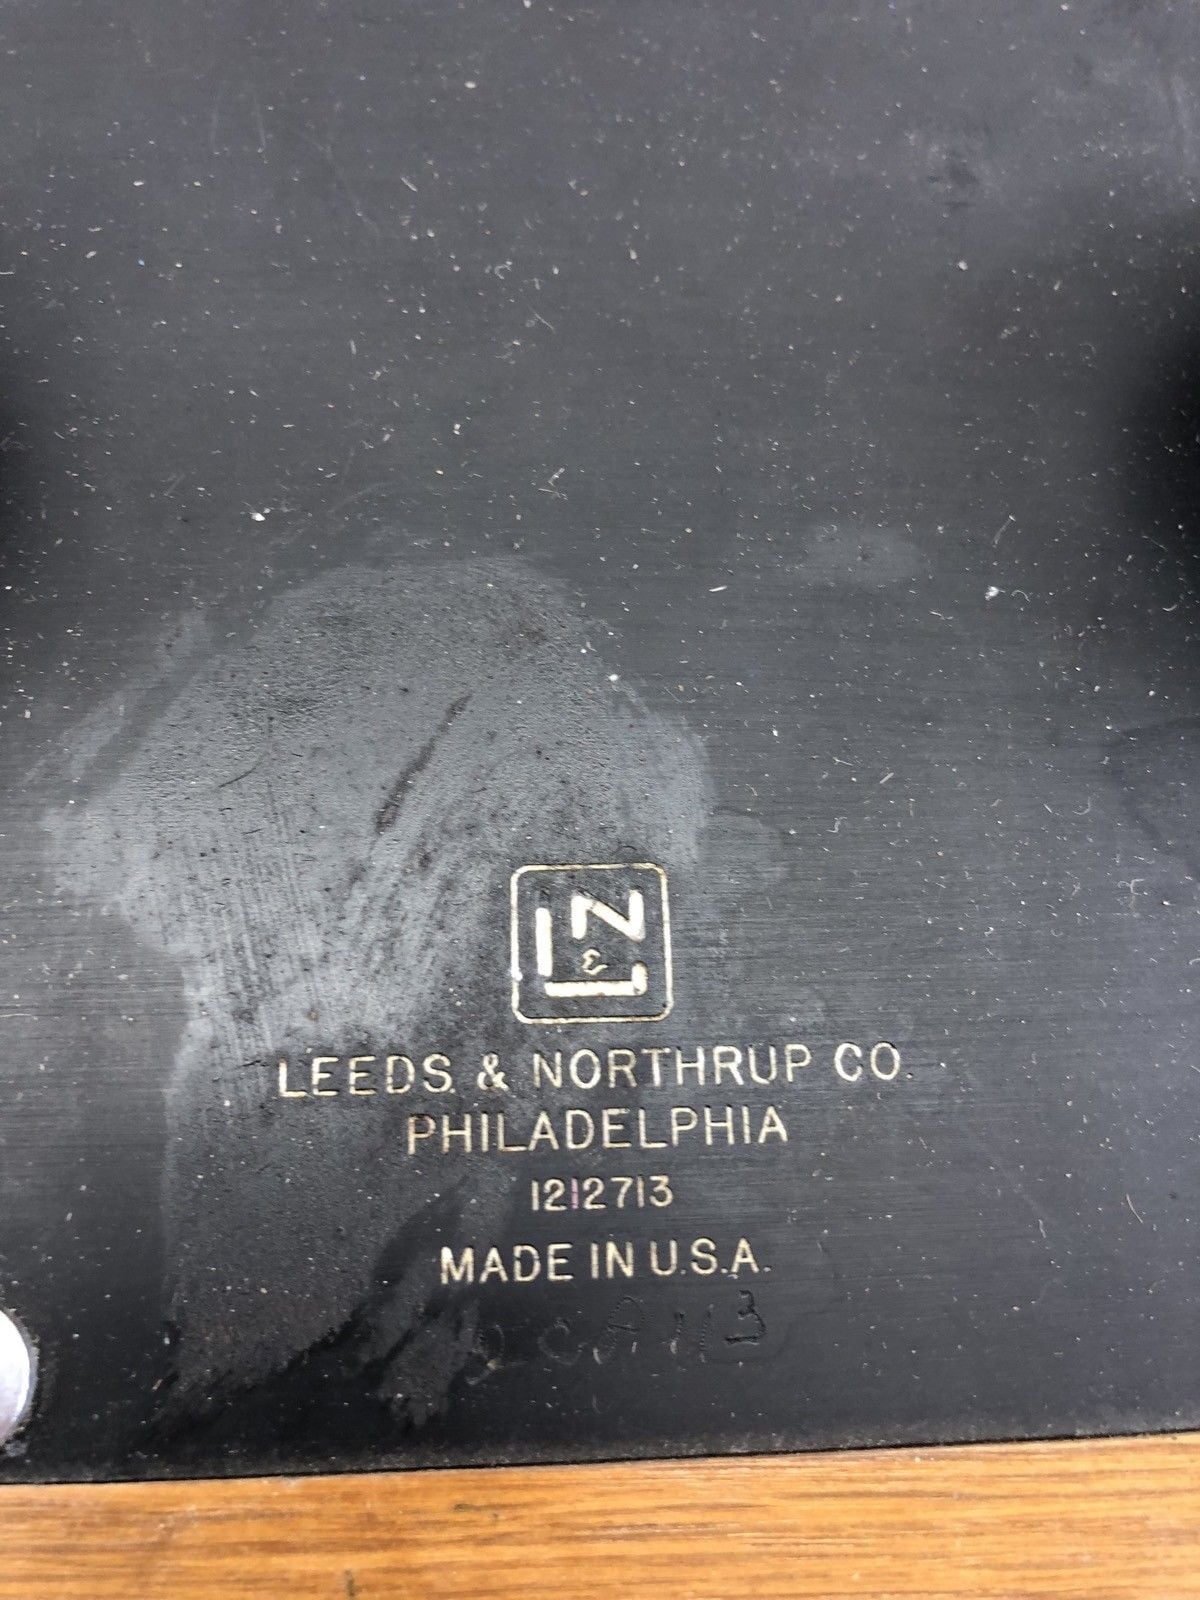 L&N
LEEDS & NORTHRUP CO.
PHILADELPHIA
1212713
MADE IN U.S.A.